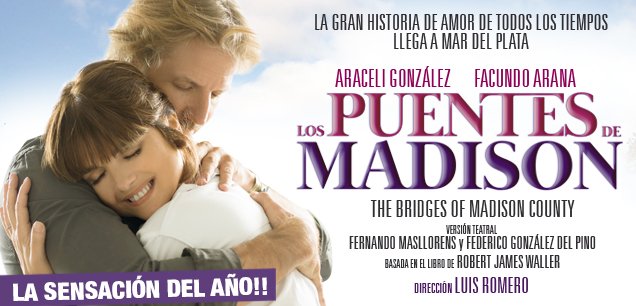 LA GRAN HISTORIA DE AMOR DE TODOS LOS TIEMPOS
LLEGA A MAR DEL PLATA
ARACELI GONZÁLEZ FACUNDO ARANA
LOS PUENTES DE
MADISON
THE BRIDGES OF MADISON COUNTY
VERSIÓN TEATRAL
FERNANDO MASLLORENS y FEDERICO GONZÁLEZ DEL PINO
BASADA EN EL LIBRO DE ROBERT JAMES WALLER
DIRECCIÓN LUIS ROMERO
LA SENSACIÓN DEL AÑO!!